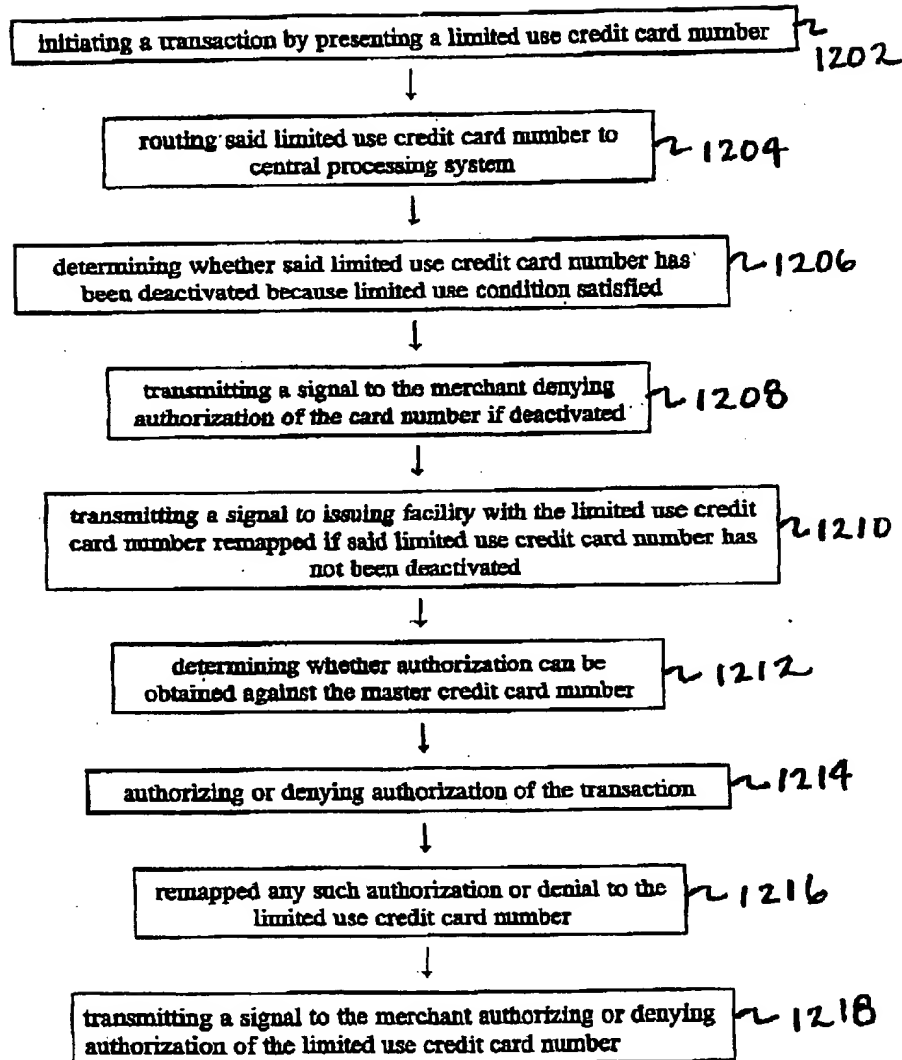 initiating a transaction by presenting a limited use credit card number
1202
routing said limited use credit card number to
central processing system
1204
determining whether said limited use credit card number has
been deactivated because limited use condition satisfied
1206
transmitting a signal to the merchant denying
authorization of the card number if deactivated
1208
transmitting a signal to issuing facility with the limited use credit
card number remapped if said limited use credit card number has
not been deactivated
1210
determining whether authorization can be
obtained against the master credit card number
1212
authorizing or denying authorization of the transaction
1214
remapped any such authorization or denial to the
limited use credit card number
1216
transmitting a signal to the merchant authorizing or denying
authorization of the limited use credit card number
1218